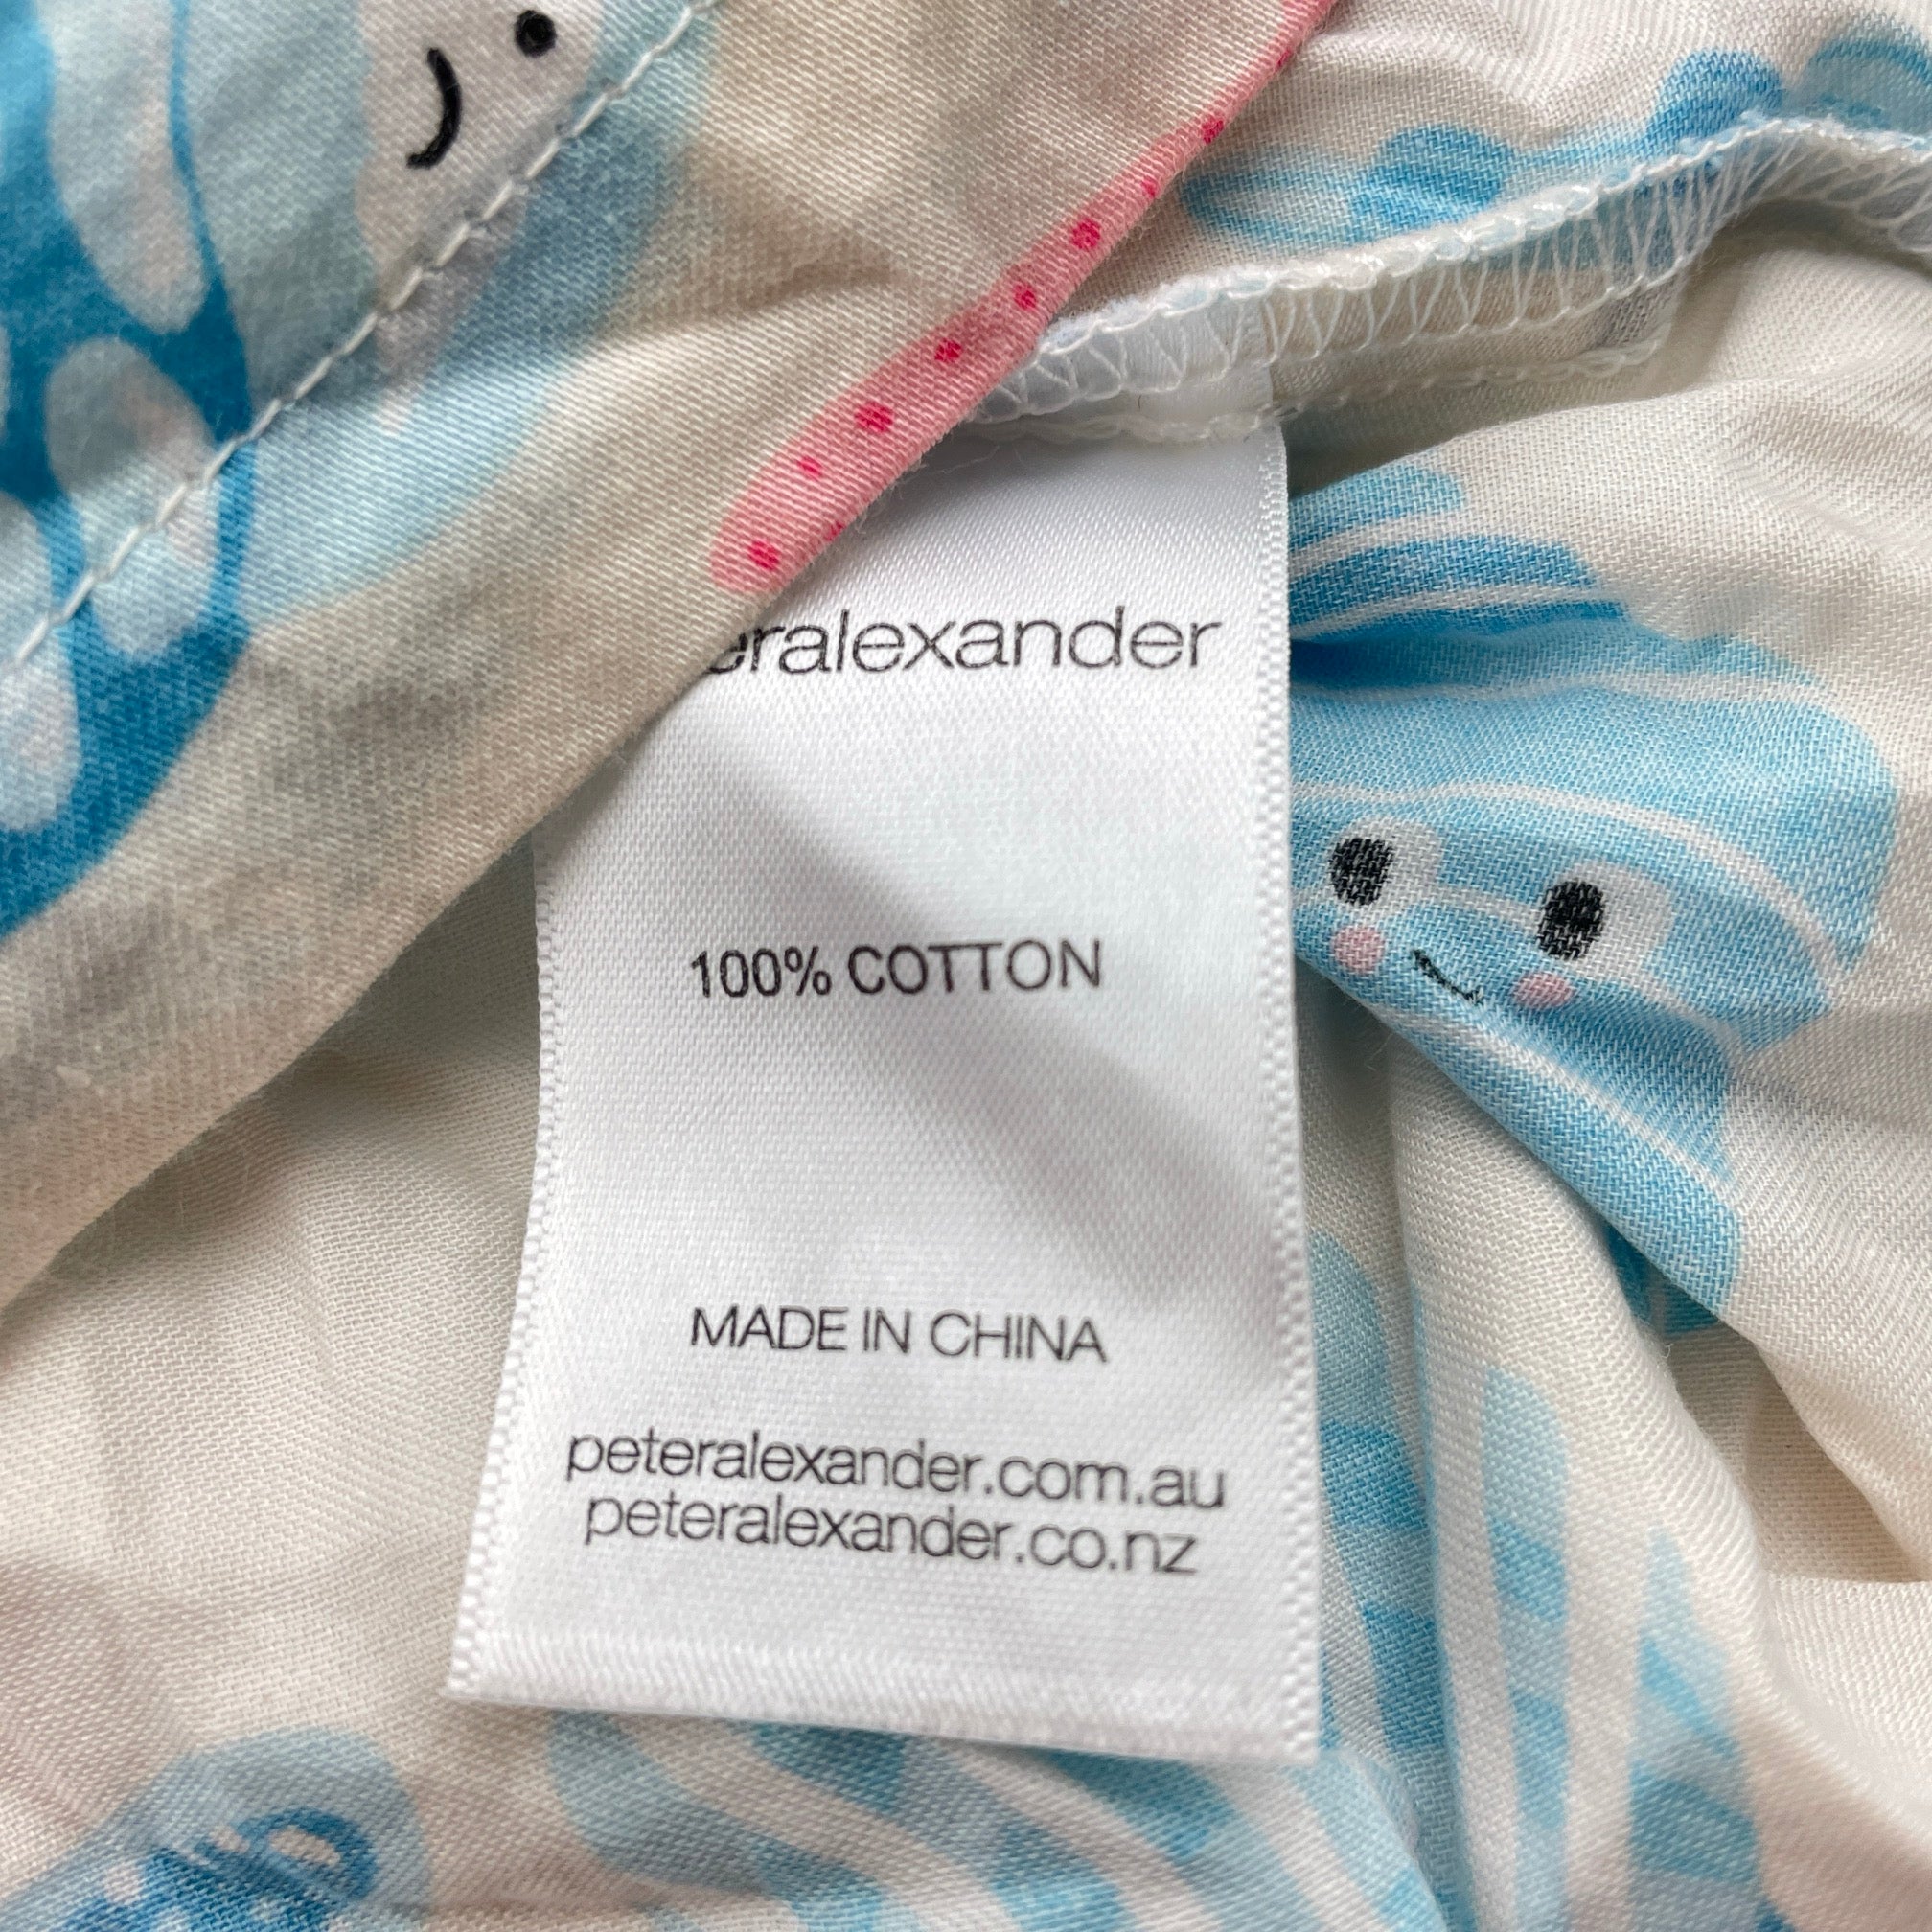 eralexander
100% COTTON
MADE IN CHINA
peteralexander.com.au
peteralexander.co.nz